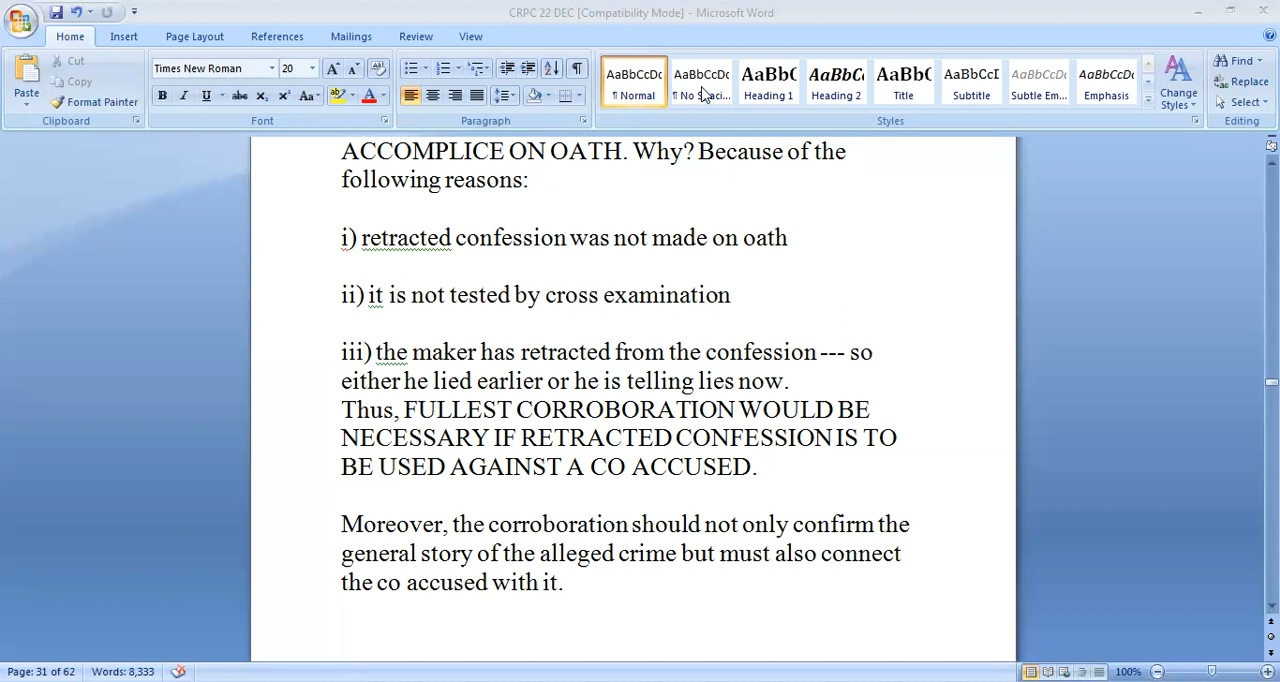 CRPC 22 DEC [Compatibility Mode] - Microsoft Word
Home Insert Page Layout References Mailings Review View
Paste
Cut
Copy
Format Painter
Clipboard
Times New Roman 20
B I U abc X₂ X² Aa
Font
Paragraph
AaBbCcDc AaBbCcDc AaBbC AaBbC AaBbC AaBbCcI AaBbCcDc AaBbCcDc
¶ Normal ¶ No Spaci... Heading 1 Heading 2 Title Subtitle Subtle Em... Emphasis
Change
Styles
Styles
Find
Replace
Select
Editing
ACCOMPLICE ON OATH. Why? Because of the
following reasons:
i) retracted confession was not made on oath
ii) it is not tested by cross examination
iii) the maker has retracted from the confession --- so
either he lied earlier or he is telling lies now.
Thus, FULLEST CORROBORATION WOULD BE
NECESSARY IF RETRACTED CONFESSION IS TO
BE USED AGAINST A CO ACCUSED.
Moreover, the corroboration should not only confirm the
general story of the alleged crime but must also connect
the co accused with it.
Page: 31 of 62 Words: 8,333 100%